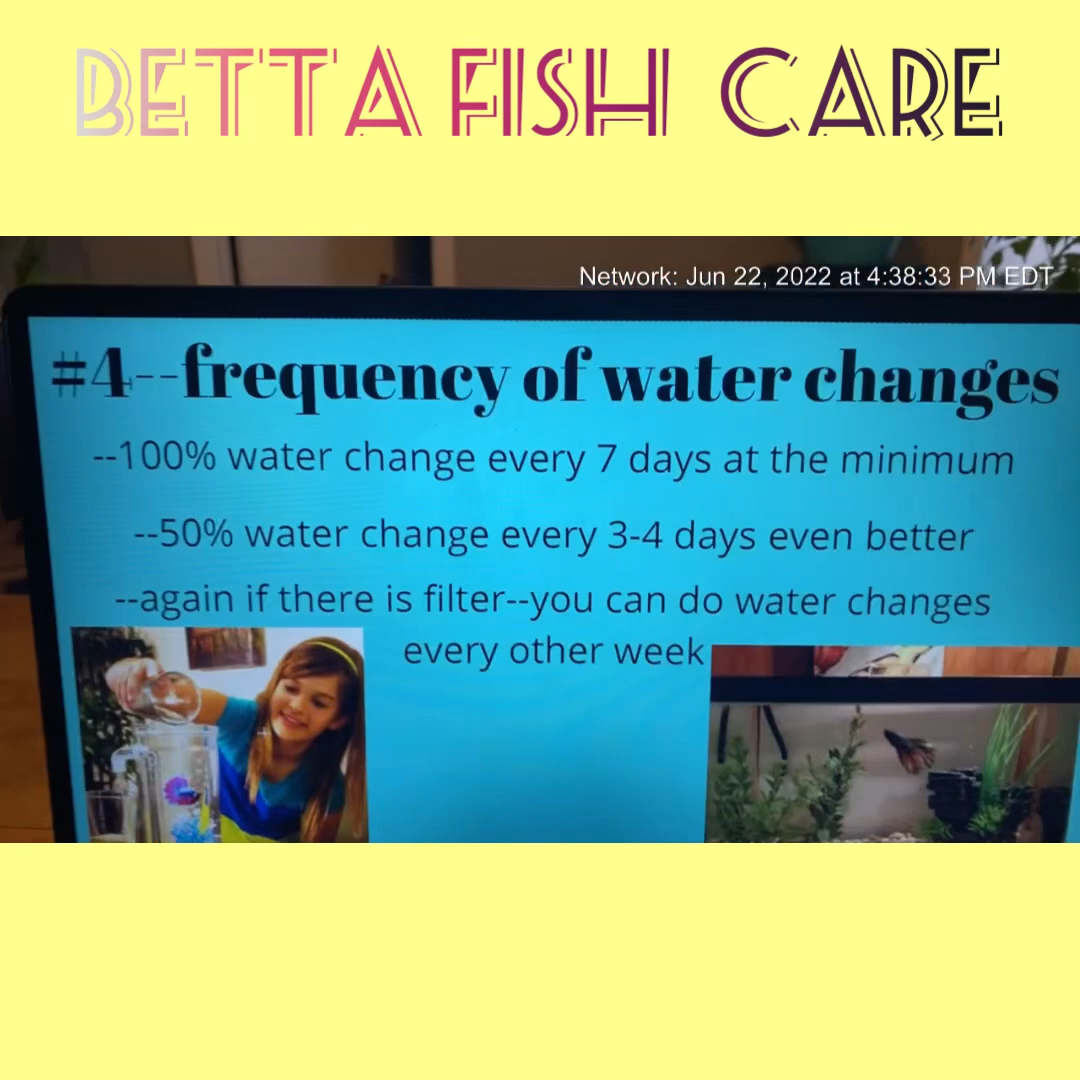 BETTA FISH CARE
Network: Jun 22, 2022 at 4:38:33 PM EDT
#4--frequency of water changes
--100% water change every 7 days at the minimum
--50% water change every 3-4 days even better
--again if there is filter--you can do water changes
every other week